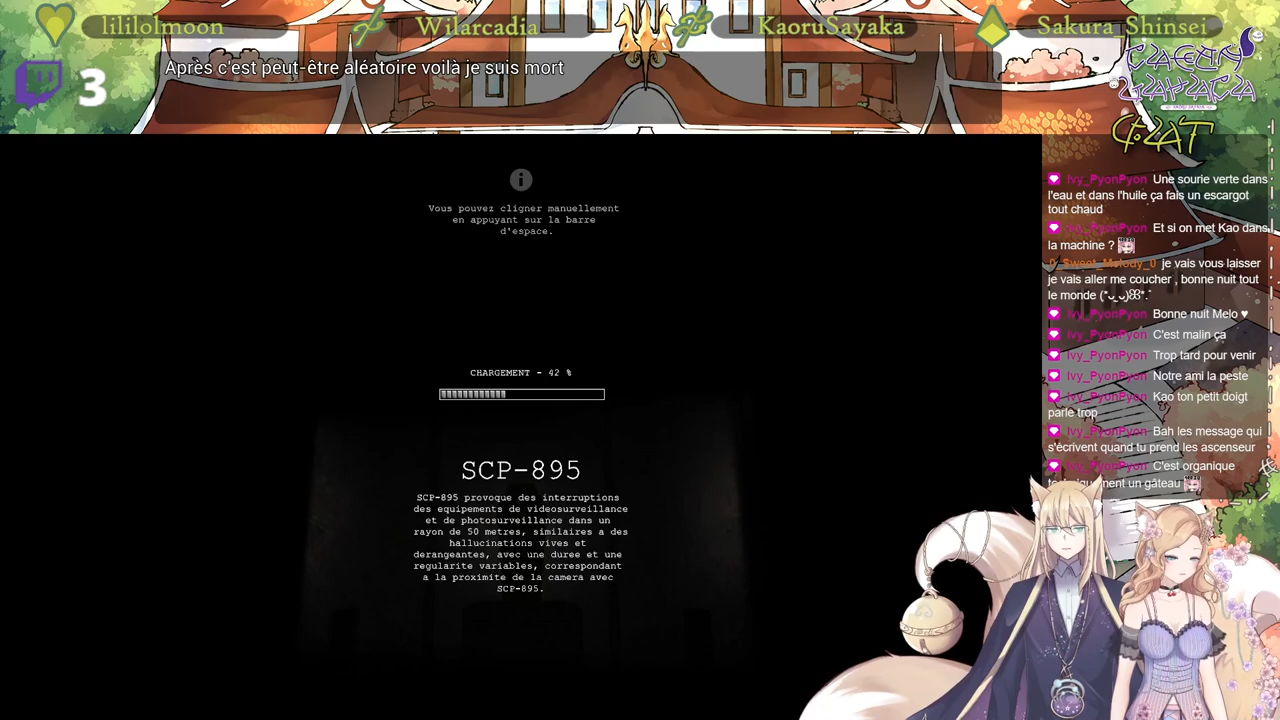 lililolmoon
Wilarcadia
KaoruSayaka
Sakura_Shinsei
3
Après c'est peut-être aléatoire voilà je suis mort
i
Vous pouvez cligner manuellement
en appuyant sur la barre
d'espace.
CHARGEMENT - 42 %
SCP-895
SCP-895 provoque des interruptions
des equipements de videosurveillance
et de photosurveillance dans un
rayon de 50 metres, similaires a des
hallucinations vives et
derangeantes, avec une duree et une
regularite variables, correspondant
a la proximite de la camera avec
SCP-895.
Ivy_PyonPyon Une sourie verte dans
l'eau et dans l'huile ça fais un escargot
tout chaud
Ivy_PyonPyon Et si on met Kao dans
la machine ?
0_Sweet_Melody_0 je vais vous laisser
je vais aller me coucher , bonne nuit tout
le monde
Ivy_PyonPyon Bonne nuit Melo ♥
Ivy_PyonPyon C'est malin ça
Ivy_PyonPyon Trop tard pour venir
Ivy_PyonPyon Notre ami la peste
Ivy_PyonPyon Kao ton petit doigt
parle trop
Ivy_PyonPyon Bah les message qui
s'écrivent quand tu prend les ascenseur
Ivy_PyonPyon C'est organique
un gâteau